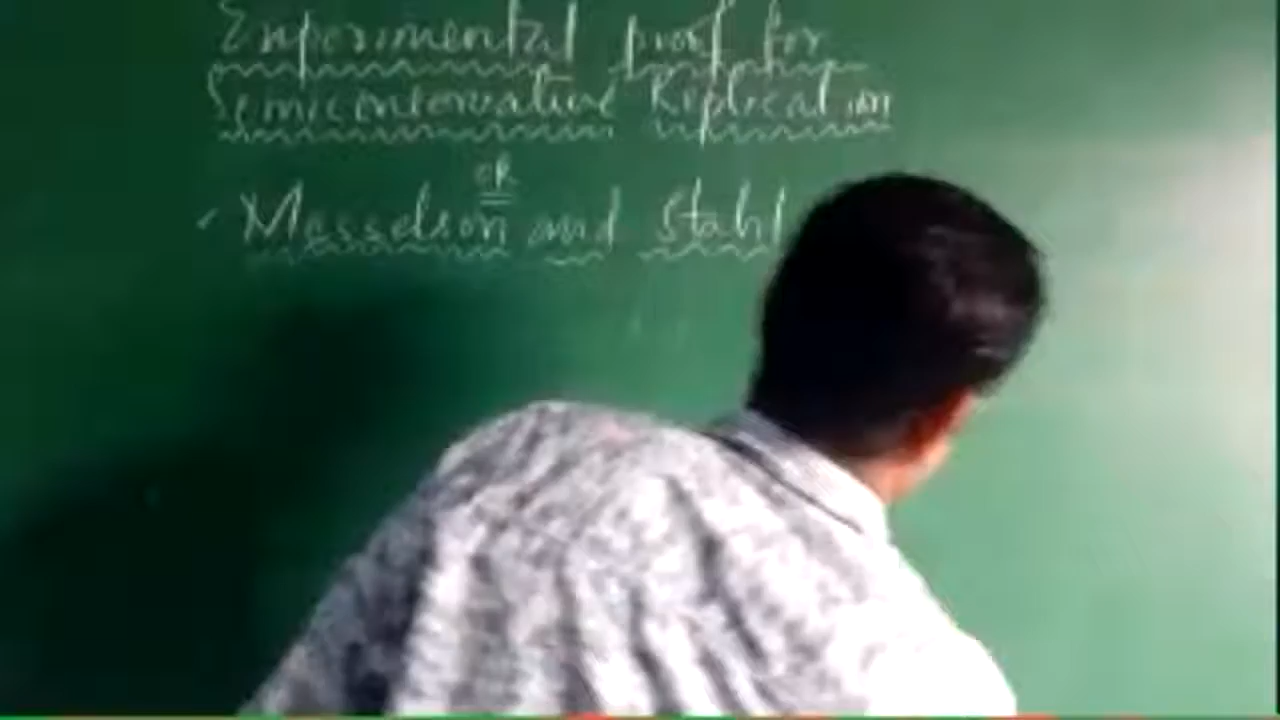 Experimental proof for
Semiconservative Replication
OR
Messelson and Stahl